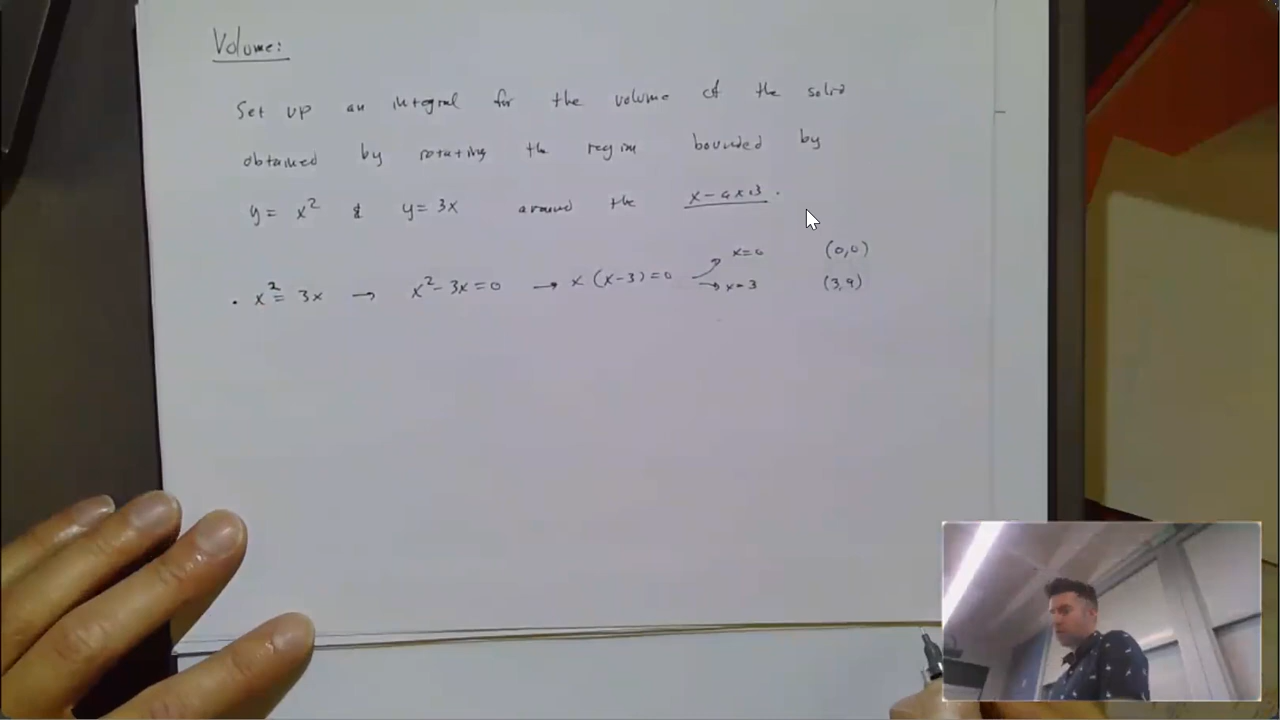 Volume:
Set up an integral for the volume of the solid
obtained by rotating the region bounded by
y = x² & y = 3x around the x-axis.
• x² = 3x → x² - 3x = 0 → x (x-3) = 0 → x=0 (0,0)
→ x=3 (3,9)